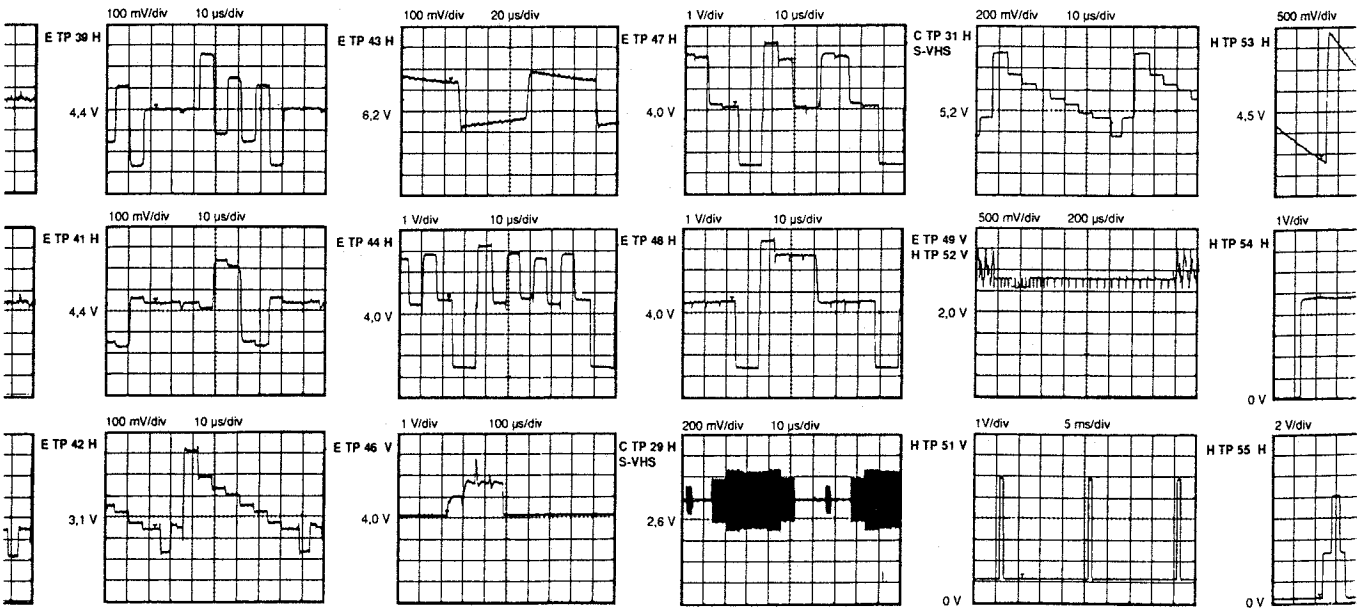 100 mV/div 10 µs/div
E TP 39 H
4,4 V
100 mV/div 20 µs/div
E TP 43 H
6,2 V
1 V/div 10 µs/div
E TP 47 H
4,0 V
200 mV/div 10 µs/div
C TP 31 H
S-VHS
5,2 V
500 mV/div
H TP 53 H
4,5 V
100 mV/div 10 µs/div
E TP 41 H
4,4 V
1 V/div 10 µs/div
E TP 44 H
4,0 V
1 V/div 10 µs/div
E TP 48 H
4,0 V
500 mV/div 200 µs/div
E TP 49 V
H TP 52 V
2,0 V
1V/div
H TP 54 H
0 V
100 mV/div 10 µs/div
E TP 42 H
3,1 V
1 V/div 100 µs/div
E TP 46 V
4,0 V
200 mV/div 10 µs/div
C TP 29 H
S-VHS
2,6 V
1V/div 5 ms/div
H TP 51 V
0 V
2 V/div
H TP 55 H
0 V